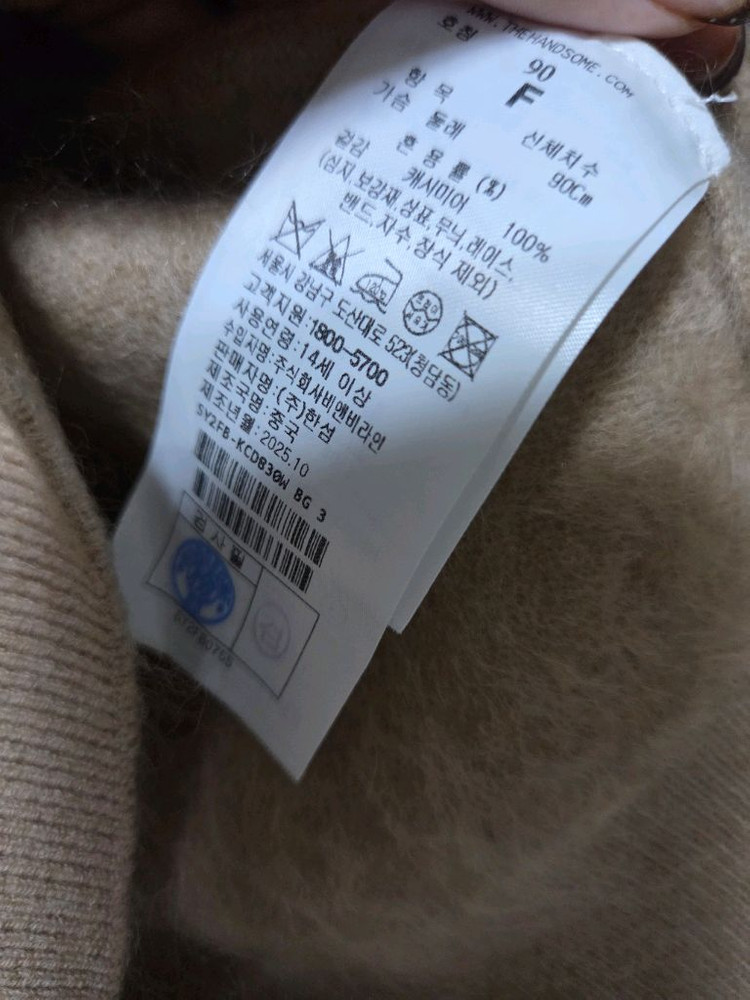 WWW.THEHANDSOME.COM
호칭 90
F
항 목 신체치수
가슴 둘레 90Cm
겉감 혼 용 률 (%)
캐시미어 100%
(심지,보강재,상표,무늬,레이스,
밴드,자수,장식 제외)
서울시 강남구 도산대로 523(청담동)
고객지원:1800-5700
사용연령:14세 이상
수입자명:주식회사비앤비라인
판매자명:(주)한섬
제조국명:중국
제조년월:2025.10
SY2FB-KCD830W BG 3
검사필